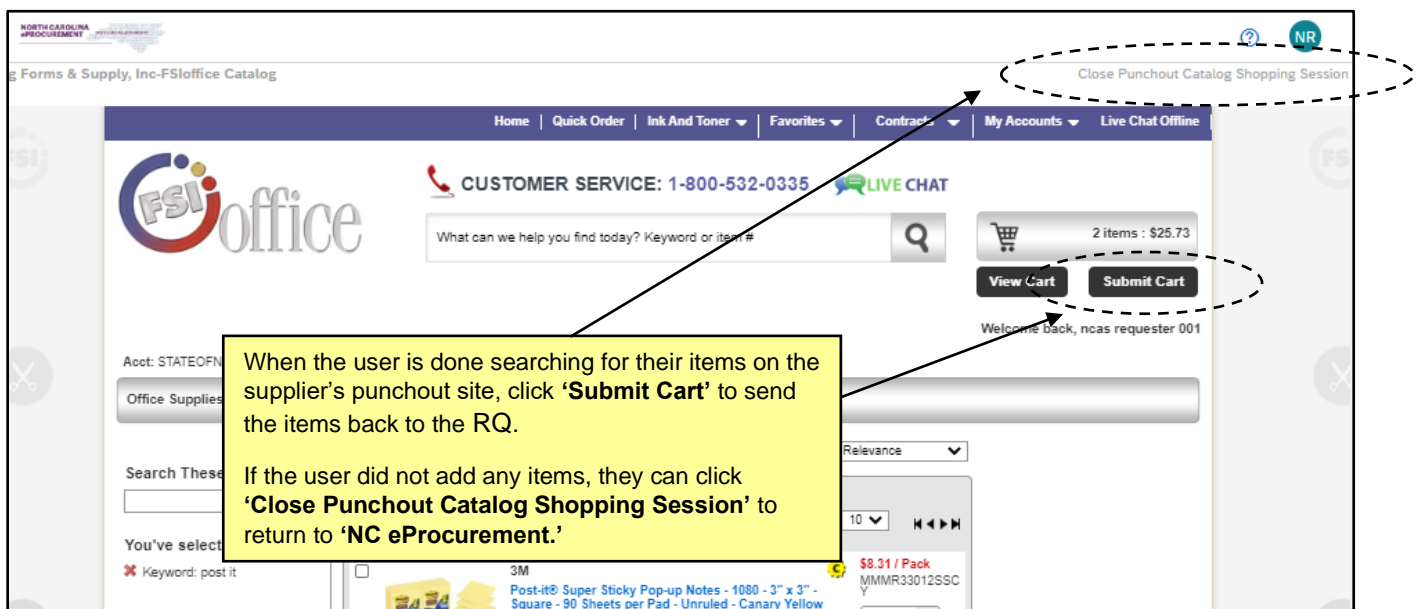 NORTH CAROLINA
ePROCUREMENT
NR
g Forms & Supply, Inc-FSIoffice Catalog
Close Punchout Catalog Shopping Session
Home | Quick Order | Ink And Toner | Favorites | Contracts | My Accounts Live Chat Offline
FSI
FS
FSI office
CUSTOMER SERVICE: 1-800-532-0335 LIVE CHAT
What can we help you find today? Keyword or item #
2 items : $25.73
View Cart Submit Cart
Welcome back, ncas requester 001
Acct: STATEOFN
Office Supplies
When the user is done searching for their items on the
supplier’s punchout site, click ‘Submit Cart’ to send
the items back to the RQ.
If the user did not add any items, they can click
‘Close Punchout Catalog Shopping Session’ to
return to ‘NC eProcurement.’
Relevance
Search These
10
You've select
Keyword: post it
3M
C
$8.31 / Pack
MMMR33012SSC
Y
Post-it® Super Sticky Pop-up Notes - 1080 - 3" x 3" -
Square - 90 Sheets per Pad - Unruled - Canary Yellow